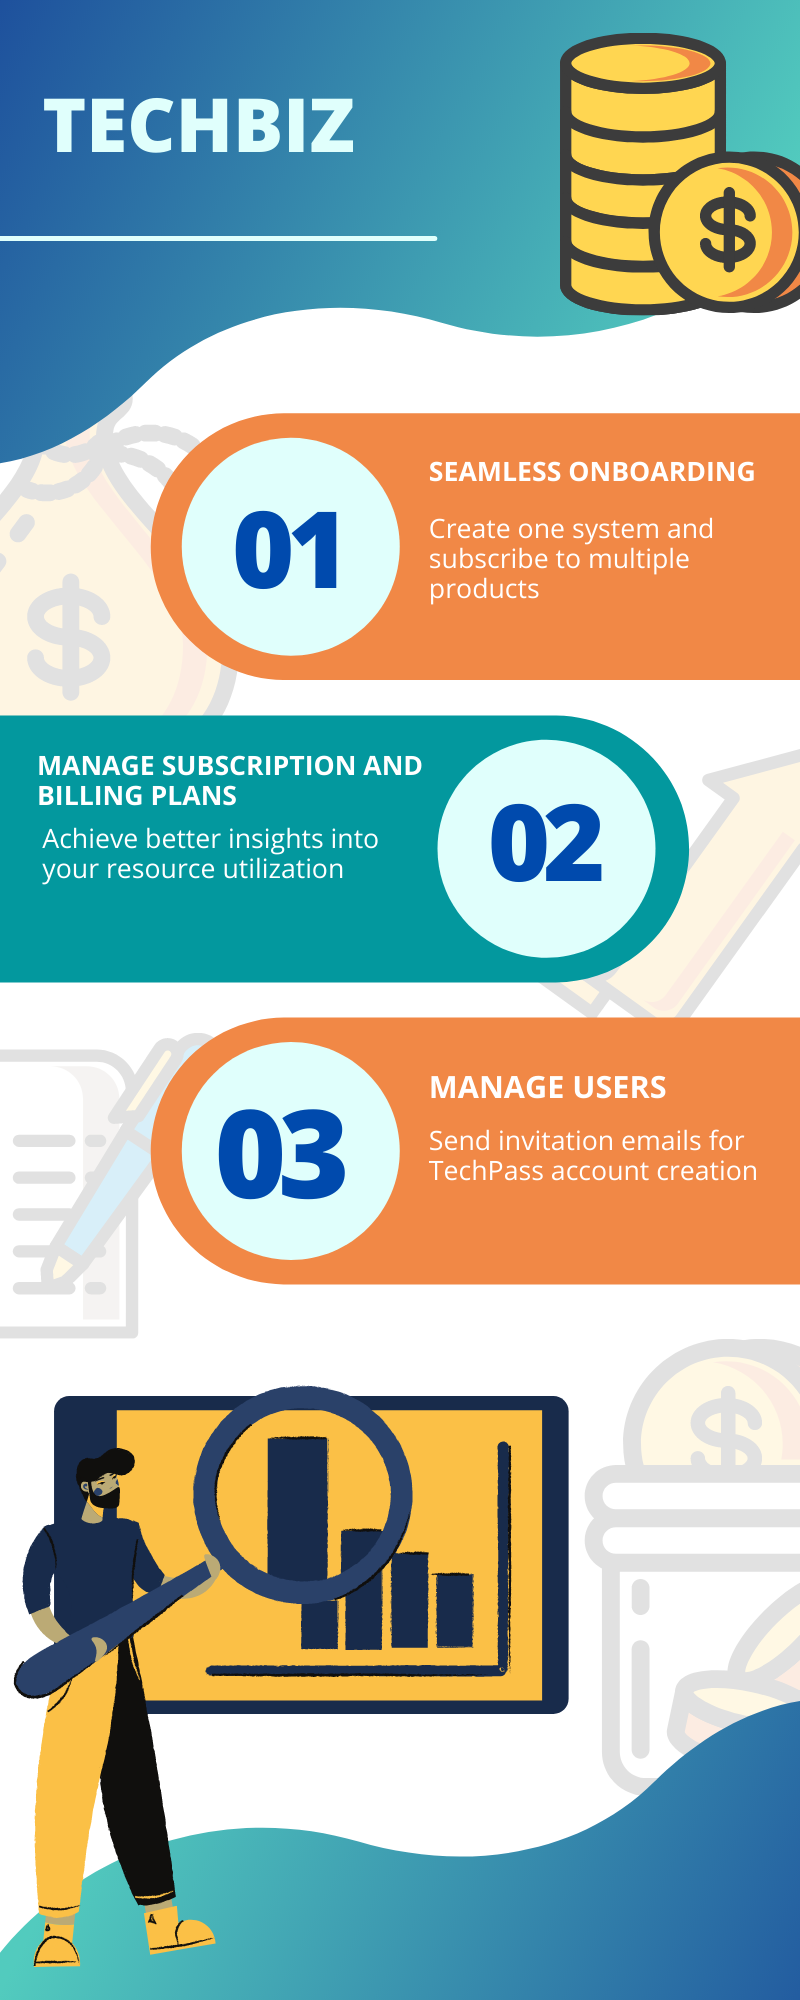 TECHBIZ
$
01
SEAMLESS ONBOARDING
Create one system and
subscribe to multiple
products
$
MANAGE SUBSCRIPTION AND
BILLING PLANS
Achieve better insights into
your resource utilization
02
03
MANAGE USERS
Send invitation emails for
TechPass account creation
$